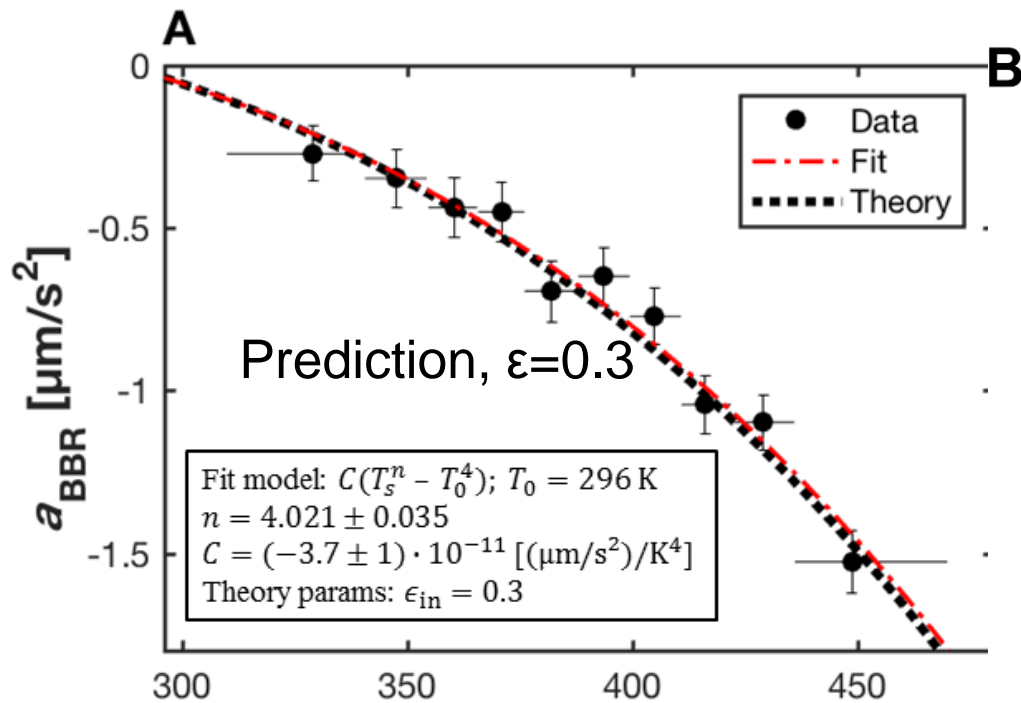 A
B
0
-0.5
-1
-1.5
a_BBR [μm/s²]
Data
Fit
Theory
Prediction, ε=0.3
Fit model: C(T_s^n – T_0^4); T_0 = 296 K
n = 4.021 ± 0.035
C = (−3.7 ± 1) · 10^−11 [(μm/s²)/K^4]
Theory params: ϵ_in = 0.3
300 350 400 450